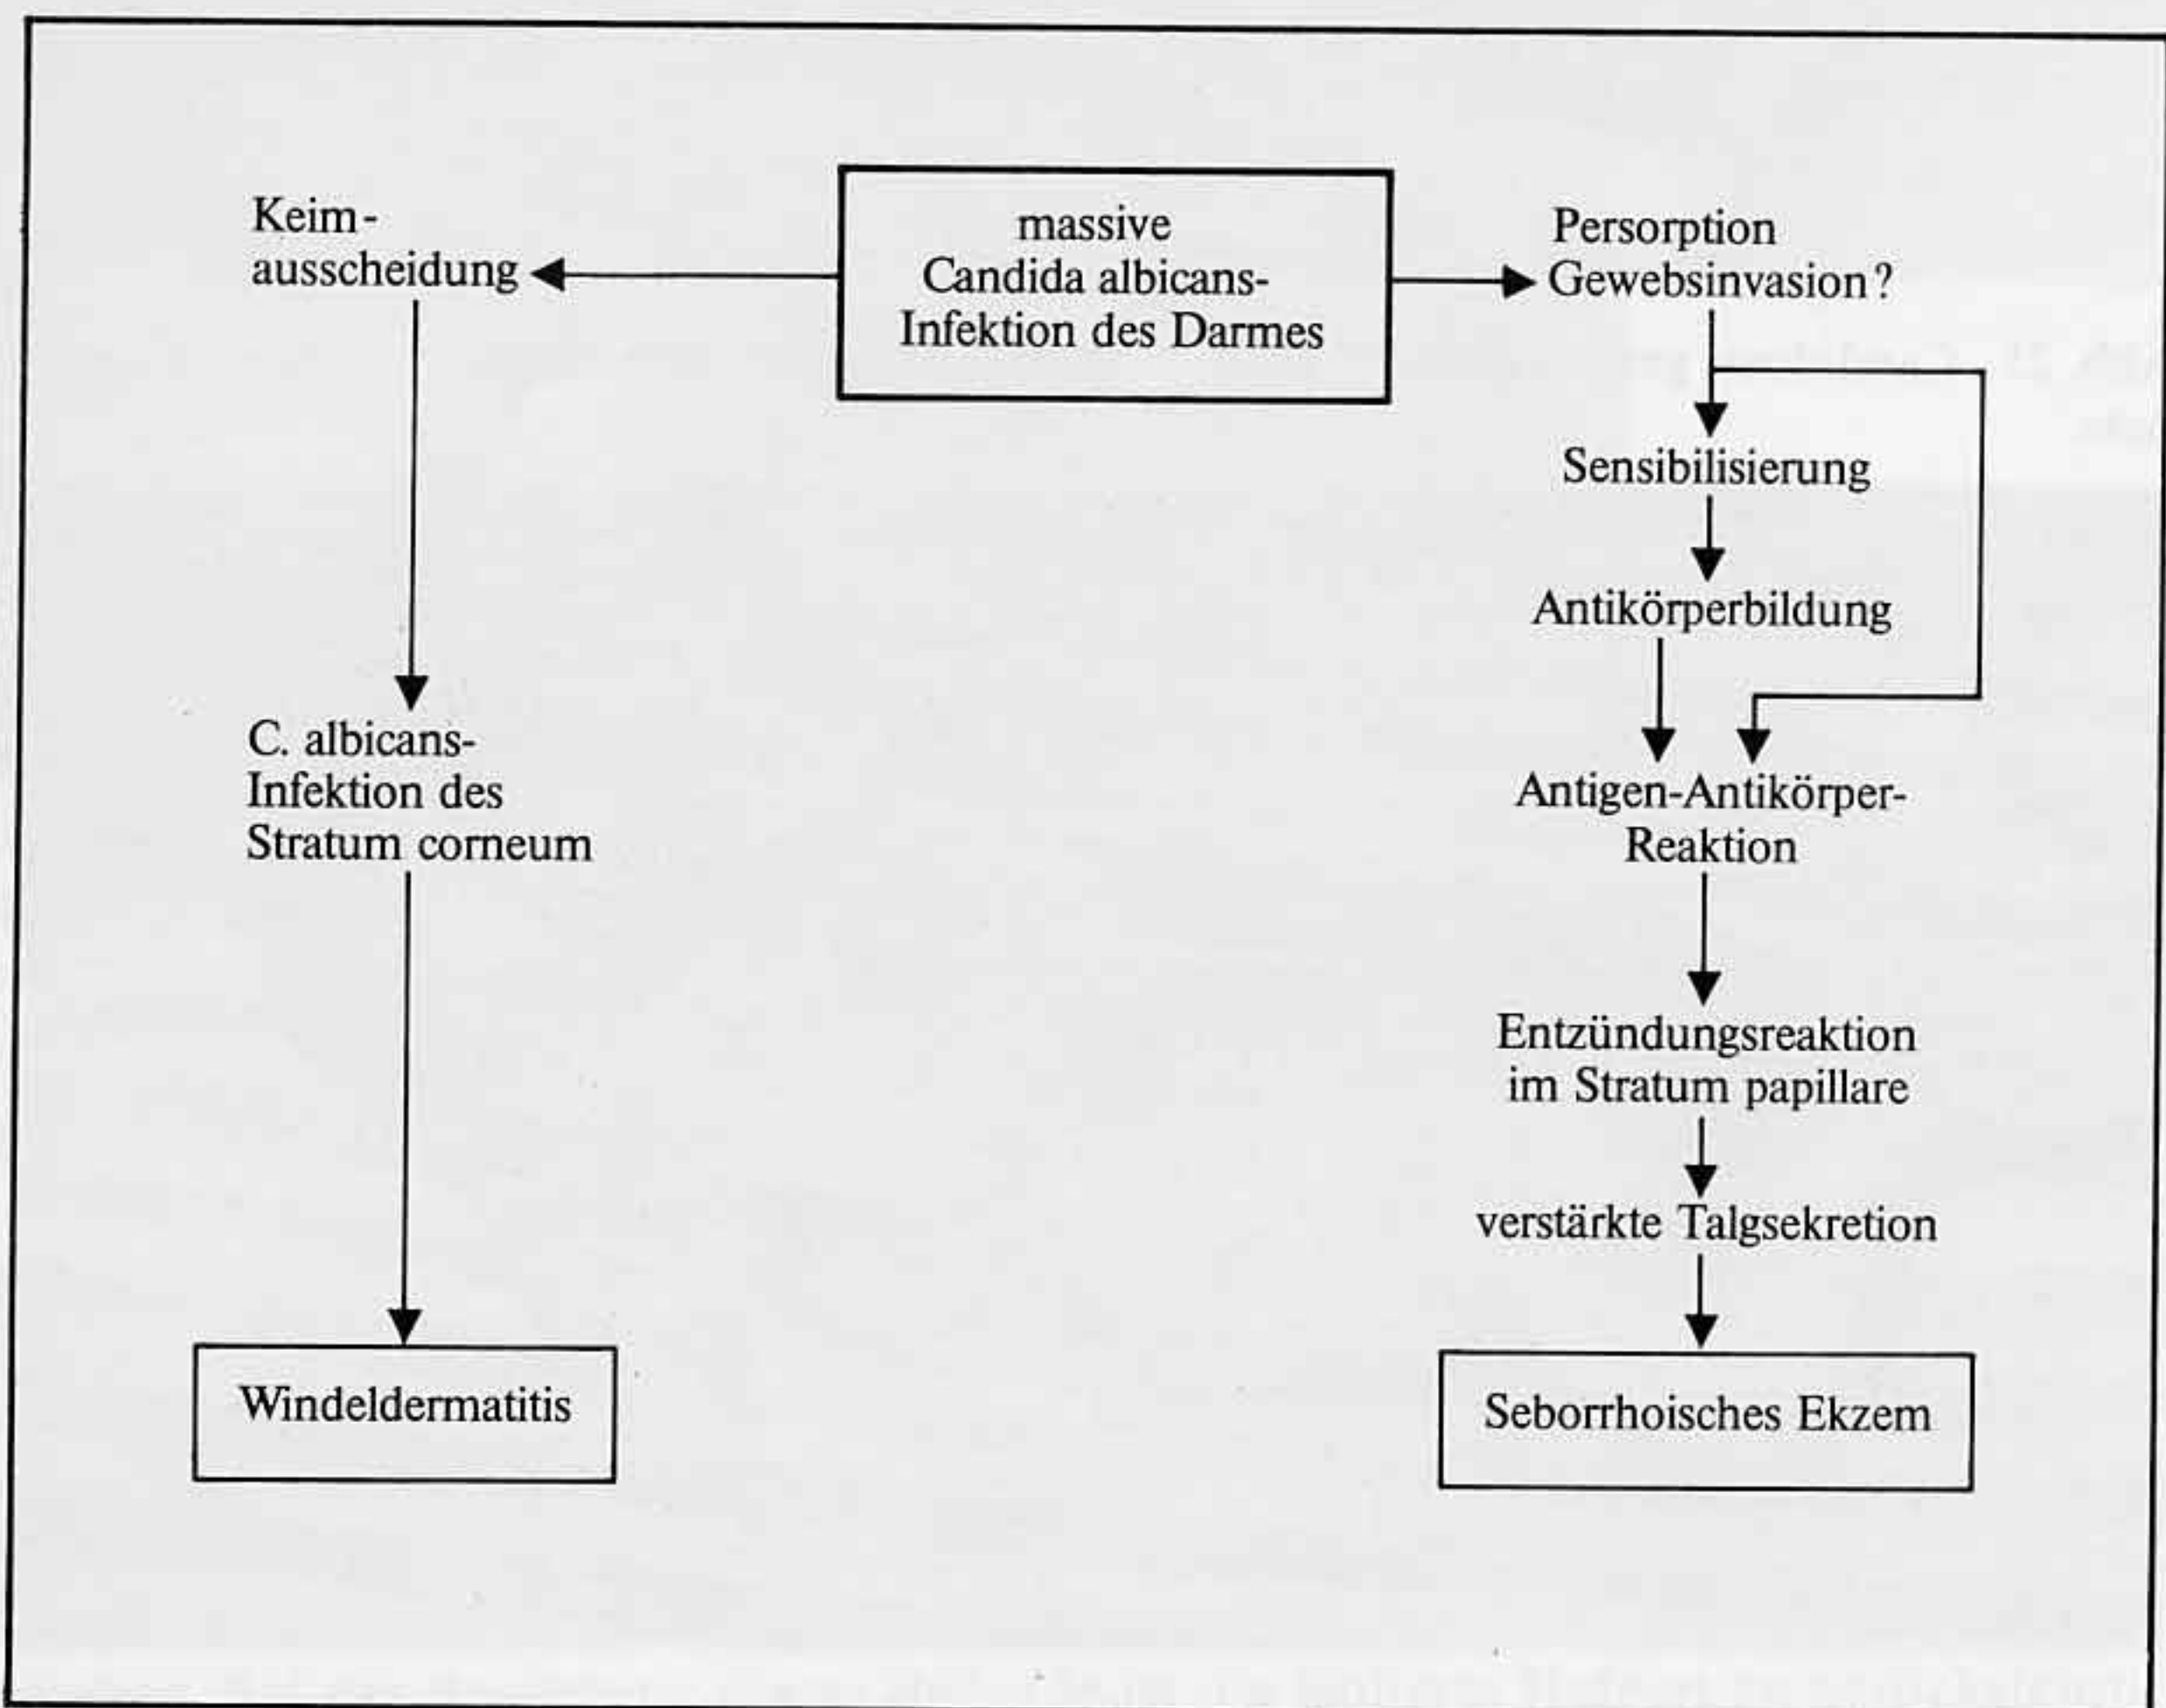 Keim-
ausscheidung
massive
Candida albicans-
Infektion des Darmes
Persorption
Gewebsinvasion?
Sensibilisierung
Antikörperbildung
C. albicans-
Infektion des
Stratum corneum
Antigen-Antikörper-
Reaktion
Entzündungsreaktion
im Stratum papillare
verstärkte Talgsekretion
Windeldermatitis
Seborrhoisches Ekzem